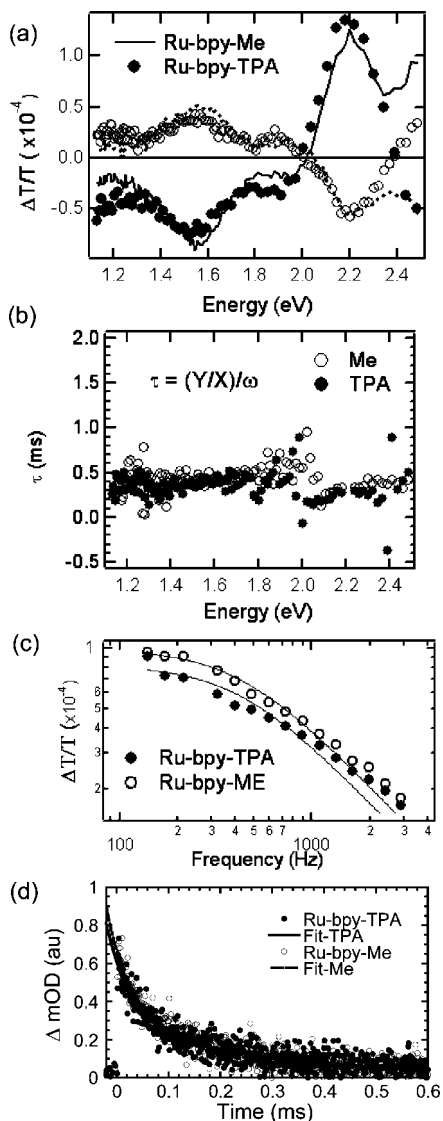 (a)
Ru-bpy-Me
Ru-bpy-TPA
ΔT/T ( x10⁻⁴)
1.0
0.5
0.0
-0.5
1.2 1.4 1.6 1.8 2.0 2.2 2.4
Energy (eV)
(b)
τ = (Y/X)/ω
Me
TPA
τ (ms)
2.0
1.5
1.0
0.5
0.0
-0.5
1.2 1.4 1.6 1.8 2.0 2.2 2.4
Energy (eV)
(c)
ΔT/T (x10⁻⁴)
1
6
5
4
3
2
Ru-bpy-TPA
Ru-bpy-ME
100 2 3 4 5 6 7 1000 2 3
Frequency (Hz)
(d)
Δ mOD (au)
1
0.8
0.6
0.4
0.2
0
Ru-bpy-TPA
Fit-TPA
Ru-bpy-Me
Fit-Me
0 0.1 0.2 0.3 0.4 0.5 0.6
Time (ms)